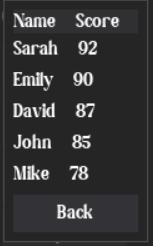 Name Score
Sarah 92
Emily 90
David 87
John 85
Mike 78
Back